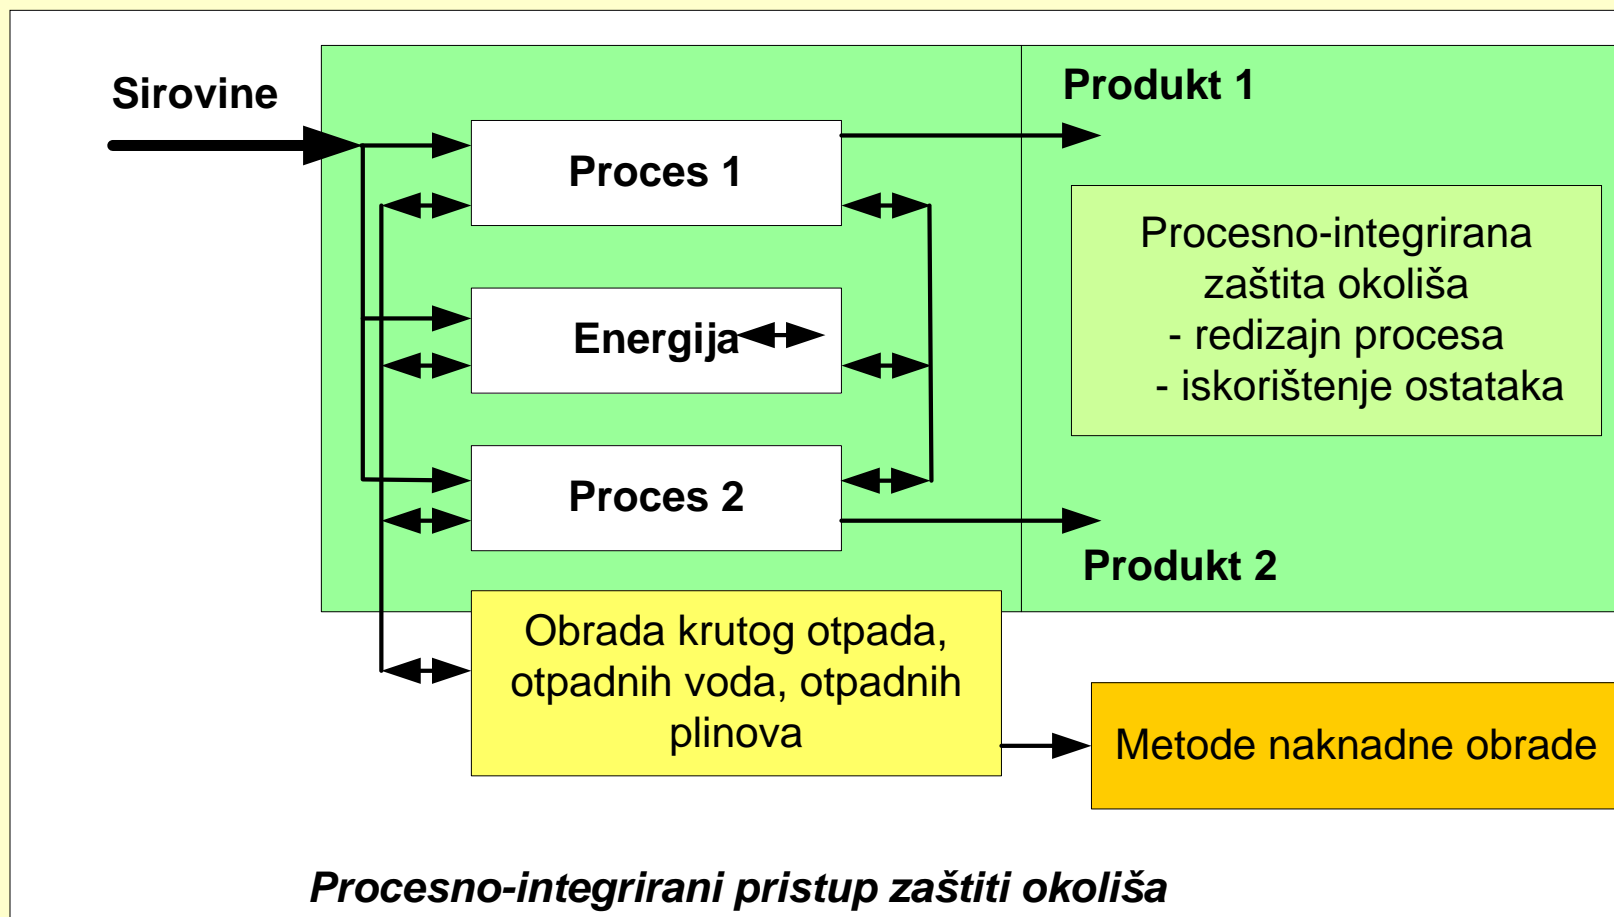 Sirovine
Produkt 1
Proces 1
Procesno-integrirana
zaštita okoliša
- redizajn procesa
- iskorištenje ostataka
Energija
Proces 2
Produkt 2
Obrada krutog otpada,
otpadnih voda, otpadnih
plinova
Metode naknadne obrade
Procesno-integrirani pristup zaštiti okoliša